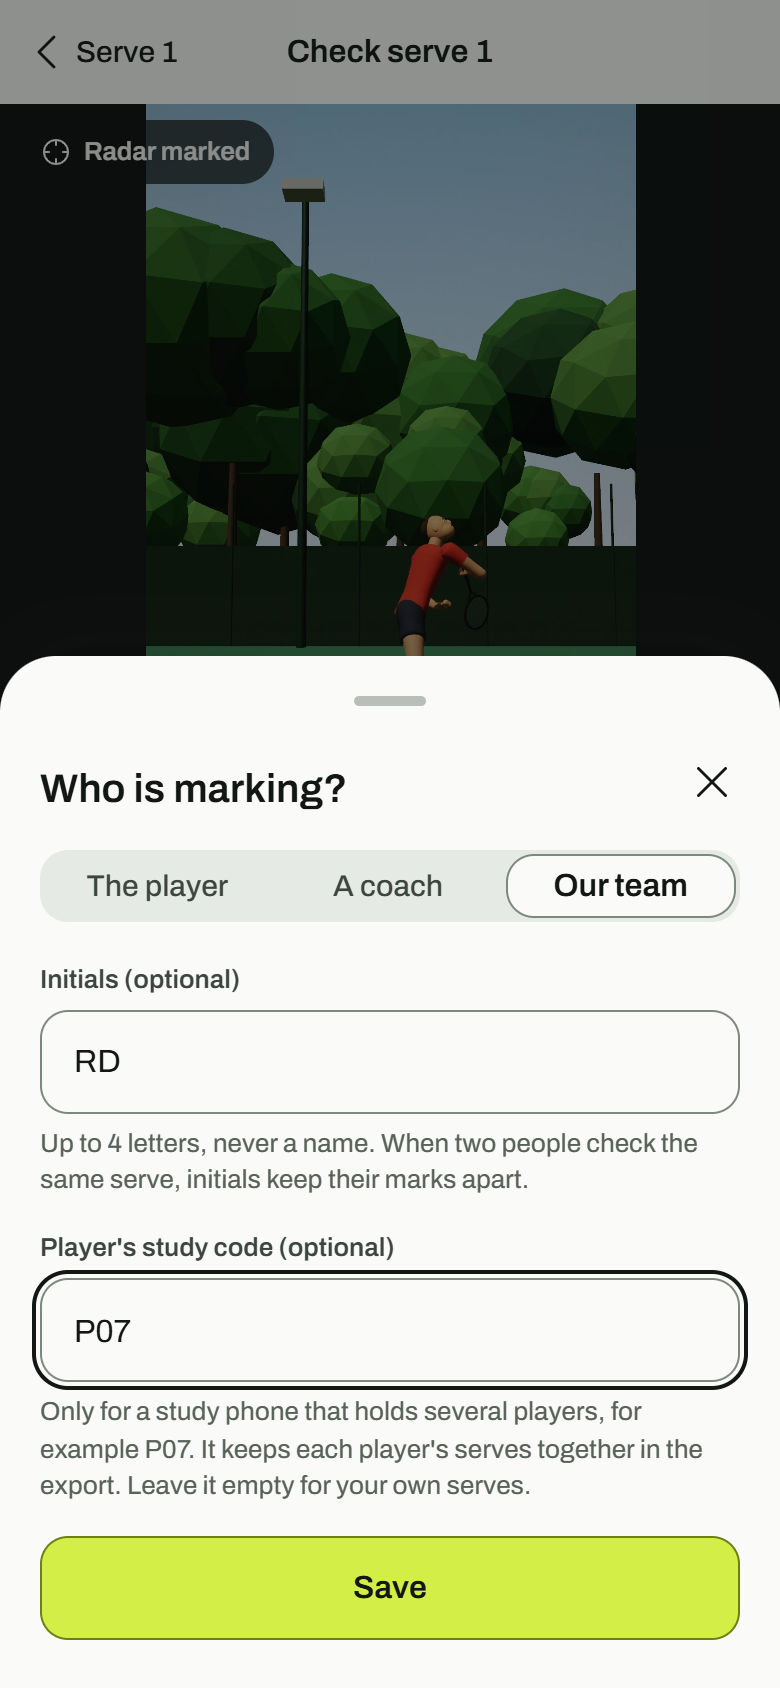 Serve 1
Check serve 1
Radar marked
Who is marking?
The player
A coach
Our team
Initials (optional)
RD
Up to 4 letters, never a name. When two people check the
same serve, initials keep their marks apart.
Player's study code (optional)
P07
Only for a study phone that holds several players, for
example P07. It keeps each player's serves together in the
export. Leave it empty for your own serves.
Save